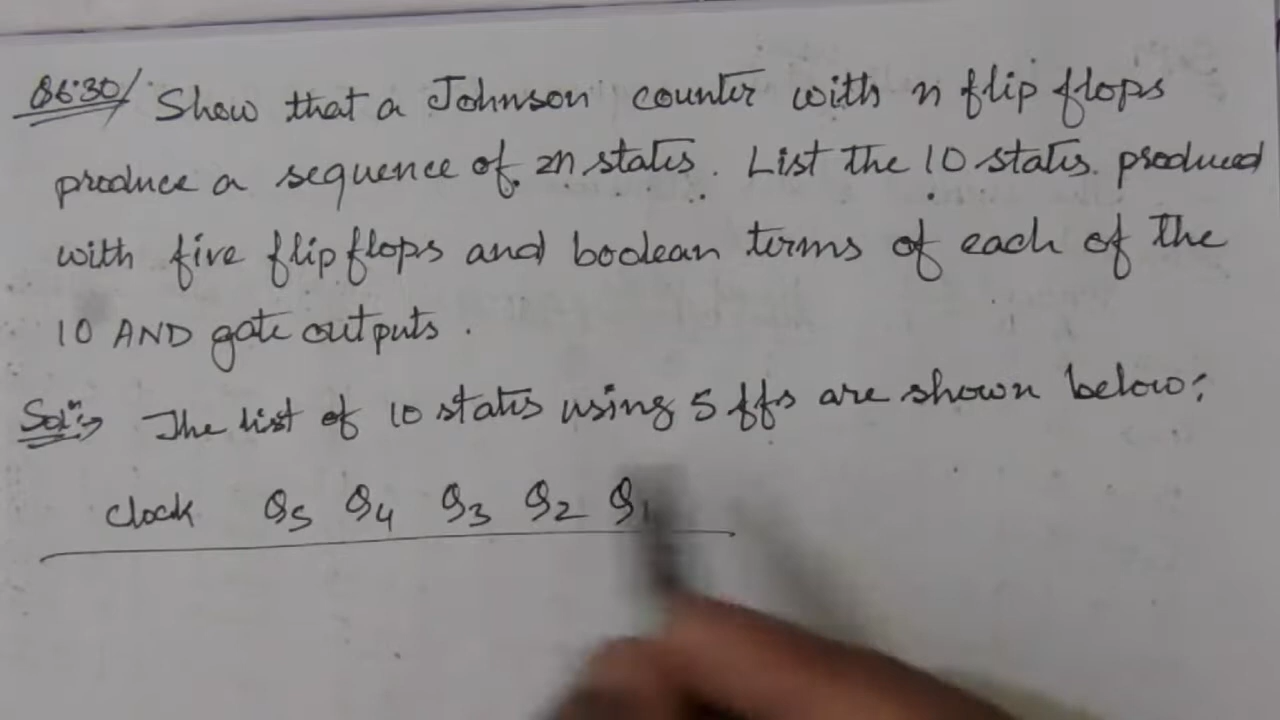 Q6.30/ Show that a Johnson counter with n flip flops
produce a sequence of 2n states. List the 10 states. produced
with five flip flops and boolean terms of each of the
10 AND gate outputs.
Solⁿ:→ The list of 10 states using 5 ffs are shown below:
clock Q5 Q4 Q3 Q2 Q1